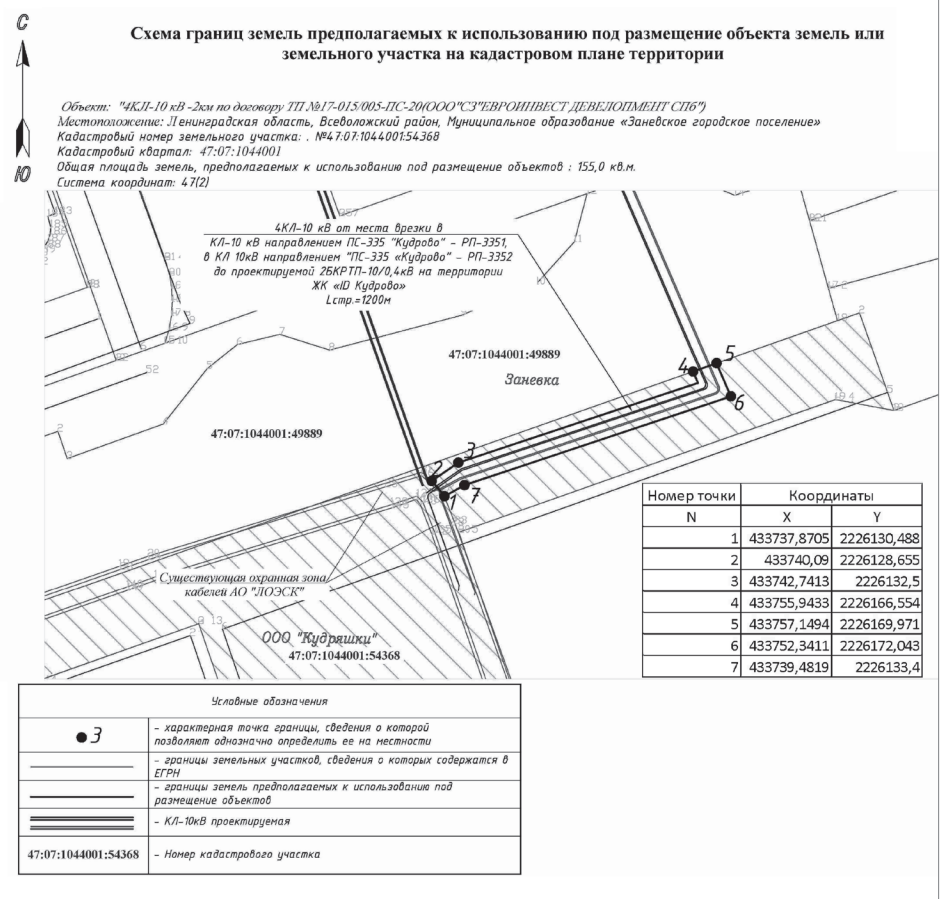 С
Схема границ земель предполагаемых к использованию под размещение объекта земель или
земельного участка на кадастровом плане территории
Объект: "4КЛ-10 кВ -2км по договору ТП №17-015/005-ПС-20(ООО"СЗ"ЕВРОИНВЕСТ ДЕВЕЛОПМЕНТ СПб")
Местоположение: Ленинградская область, Всеволожский район, Муниципальное образование «Заневское городское поселение»
Кадастровый номер земельного участка: . №47:07:1044001:54368
Кадастровый квартал: 47:07:1044001
Общая площадь земель, предполагаемых к использованию под размещение объектов : 155,0 кв.м.
Система координат: 47(2)
Ю
4КЛ-10 кВ от места врезки в
КЛ-10 кВ направлением ПС-335 "Кудрово" - РП-3351,
в КЛ 10кВ направлением "ПС-335 «Кудрово" - РП-3352
до проектируемой 2БКРТП-10/0,4кВ на территории
ЖК «ID Кудрово»
Lстр.=1200м
47:07:1044001:49889
Заневка
47:07:1044001:49889
4
5
6
3
2
1
7
52
Существующая охранная зона
кабелей АО "ЛОЭСК"
ООО "Кудряшки"
47:07:1044001:54368
Номер точки Координаты
N X Y
1 433737,8705 2226130,488
2 433740,09 2226128,655
3 433742,7413 2226132,5
4 433755,9433 2226166,554
5 433757,1494 2226169,971
6 433752,3411 2226172,043
7 433739,4819 2226133,4
Условные обозначения
3 - характерная точка границы, сведения о которой
позволяют однозначно определить ее на местности
- границы земельных участков, сведения о которых содержатся в
ЕГРН
- границы земель предполагаемых к использованию под
размещение объектов
- КЛ-10кВ проектируемая
47:07:1044001:54368 - Номер кадастрового участка